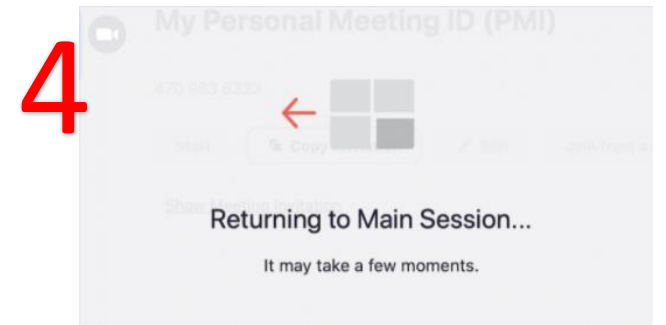 My Personal Meeting ID (PMI)
4
Start Copy Edit
Show Meeting Invitation
Returning to Main Session...
It may take a few moments.